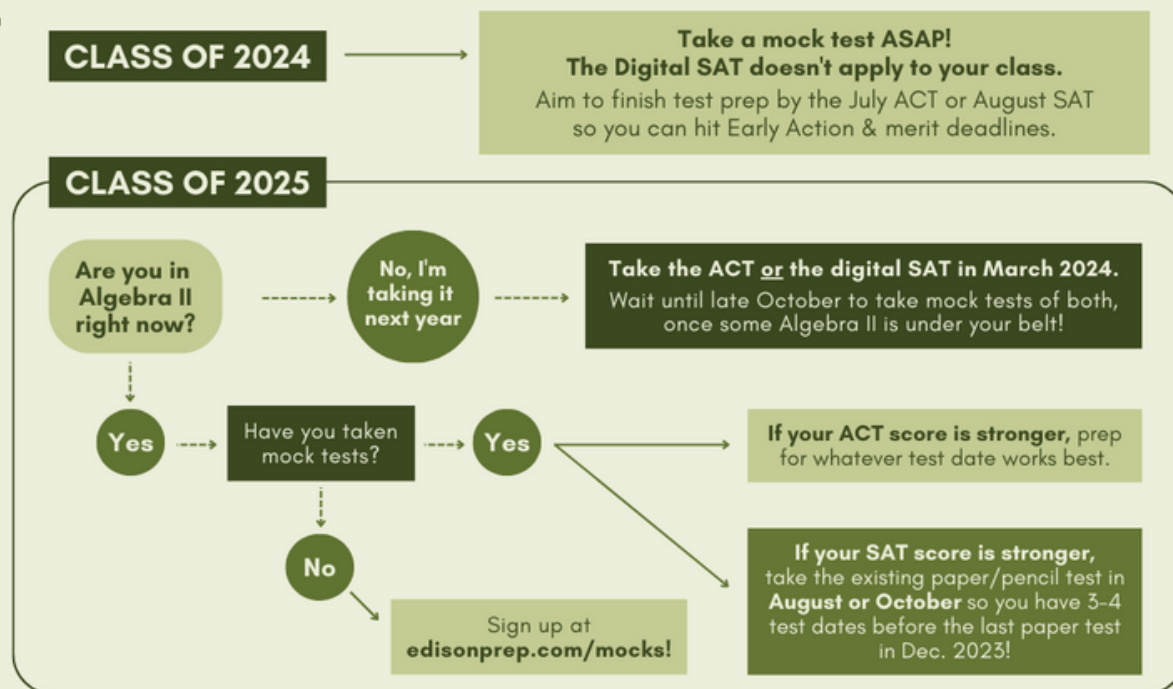 CLASS OF 2024
Take a mock test ASAP!
The Digital SAT doesn't apply to your class.
Aim to finish test prep by the July ACT or August SAT
so you can hit Early Action & merit deadlines.
CLASS OF 2025
Are you in
Algebra II
right now?
No, I'm
taking it
next year
Take the ACT or the digital SAT in March 2024.
Wait until late October to take mock tests of both,
once some Algebra II is under your belt!
Yes
Have you taken
mock tests?
Yes
If your ACT score is stronger, prep
for whatever test date works best.
No
Sign up at
edisonprep.com/mocks!
If your SAT score is stronger,
take the existing paper/pencil test in
August or October so you have 3-4
test dates before the last paper test
in Dec. 2023!